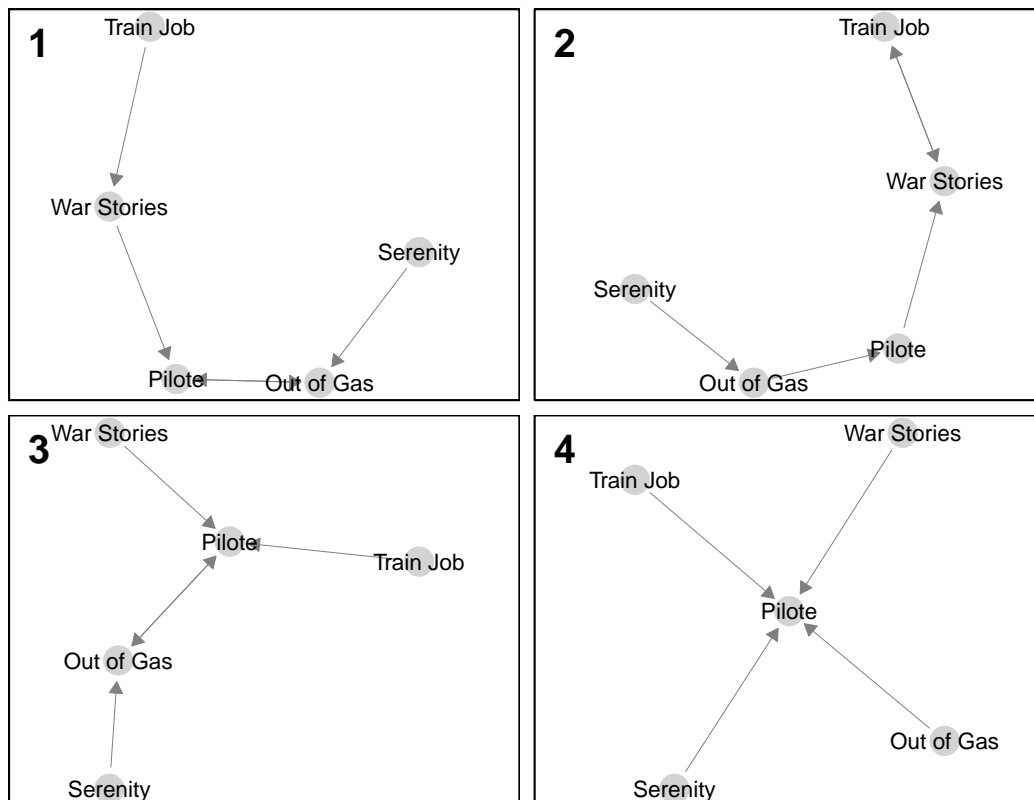 1
Train Job
War Stories
Serenity
Pilote
Out of Gas
2
Train Job
War Stories
Serenity
Pilote
Out of Gas
3
War Stories
Pilote
Train Job
Out of Gas
Serenity
4
War Stories
Train Job
Pilote
Out of Gas
Serenity